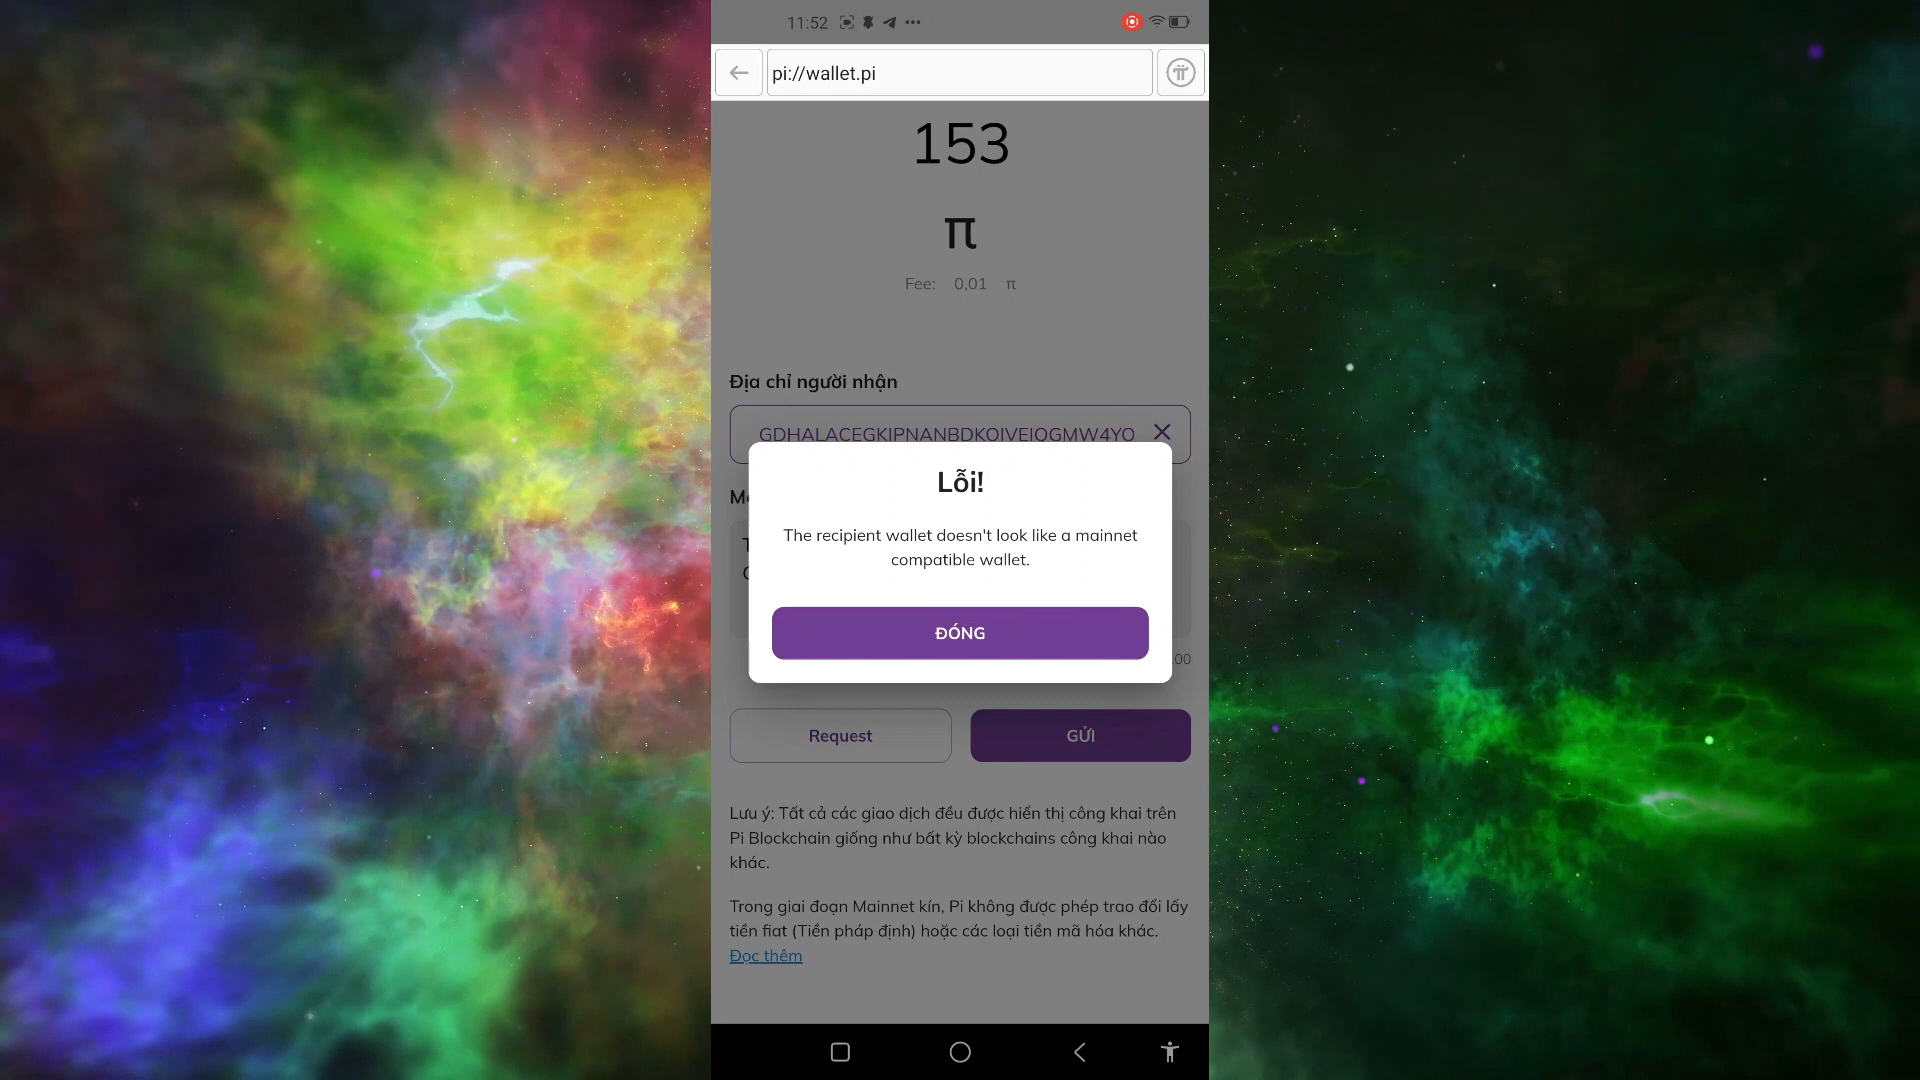 11:52
pi://wallet.pi
153
π
Fee: 0,01 π
Địa chỉ người nhận
GDHALACEGKIPNANBDKOIVEIOGMW4YO
Lỗi!
The recipient wallet doesn't look like a mainnet
compatible wallet.
ĐÓNG
Request
GỬI
Lưu ý: Tất cả các giao dịch đều được hiển thị công khai trên
Pi Blockchain giống như bất kỳ blockchains công khai nào
khác.
Trong giai đoạn Mainnet kín, Pi không được phép trao đổi lấy
tiền fiat (Tiền pháp định) hoặc các loại tiền mã hóa khác.
Đọc thêm